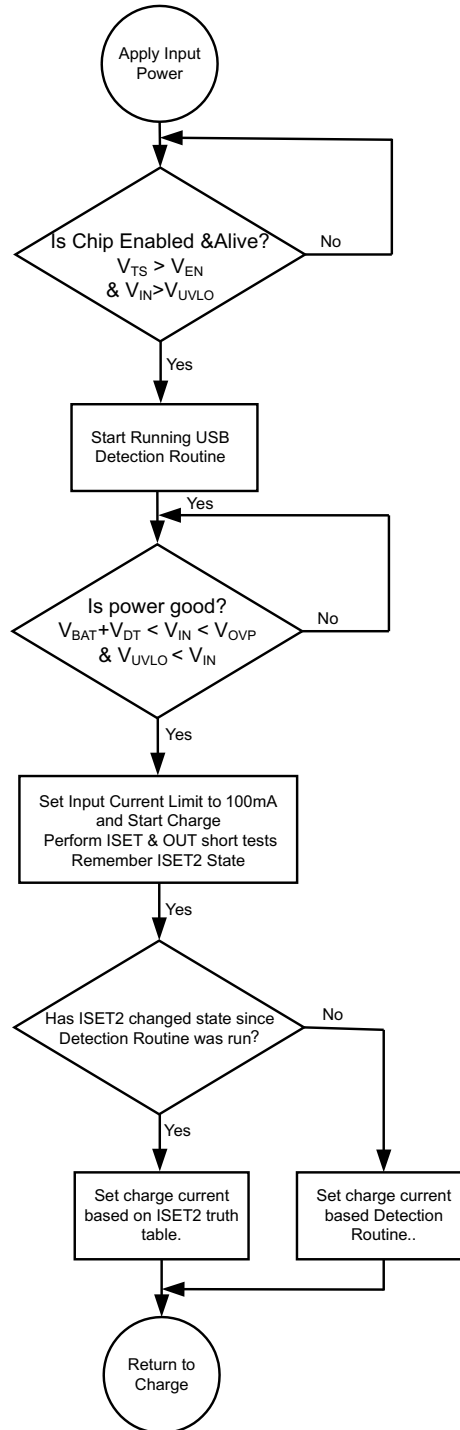 Apply Input
Power
Is Chip Enabled &Alive?
V_TS > V_EN
& V_IN>V_UVLO
No
Yes
Start Running USB
Detection Routine
Yes
Is power good?
V_BAT+V_DT < V_IN < V_OVP
& V_UVLO < V_IN
No
Yes
Set Input Current Limit to 100mA
and Start Charge
Perform ISET & OUT short tests
Remember ISET2 State
Yes
Has ISET2 changed state since
Detection Routine was run?
No
Yes
Set charge current
based on ISET2 truth
table.
Set charge current
based Detection
Routine..
Return to
Charge